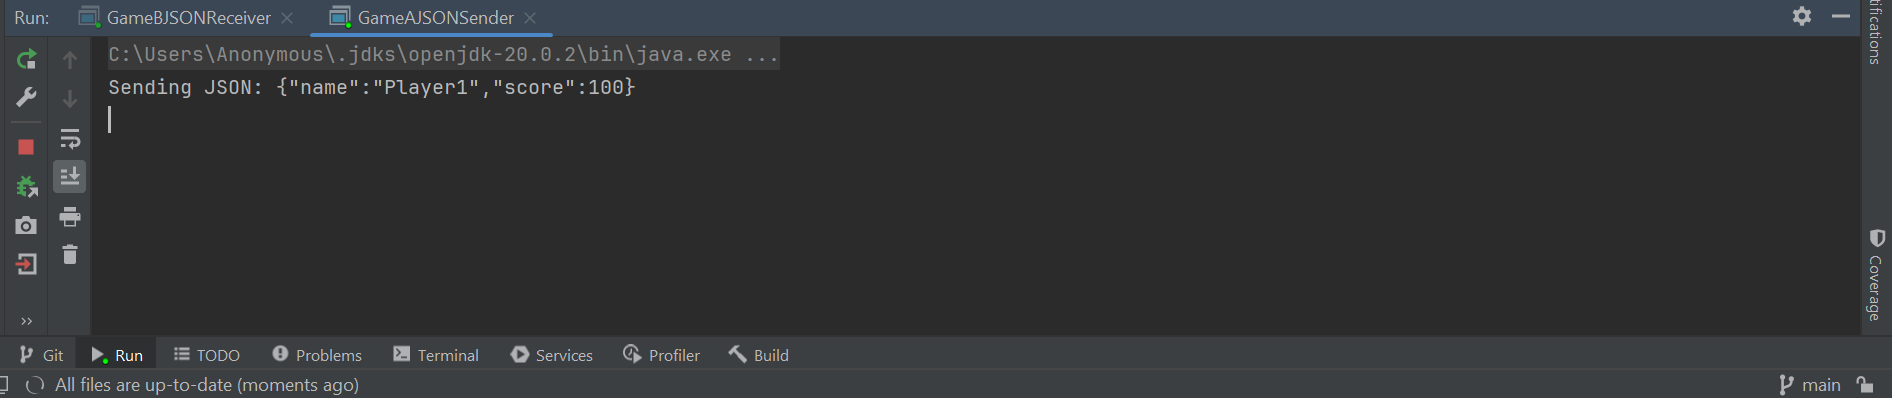 Run: GameBJSONReceiver GameAJSONSender
C:\Users\Anonymous\.jdks\openjdk-20.0.2\bin\java.exe ...
Sending JSON: {"name":"Player1","score":100}
tifications
Coverage
Git Run TODO Problems Terminal Services Profiler Build
All files are up-to-date (moments ago) main